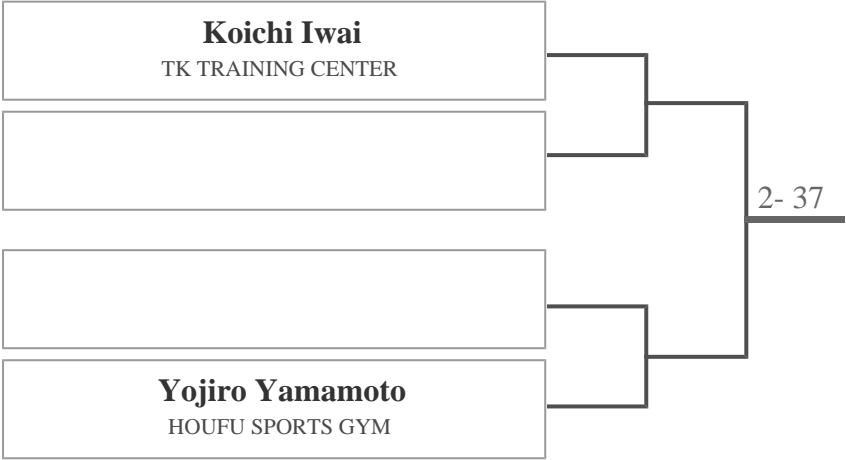 Koichi Iwai
TK TRAINING CENTER
2- 37
Yojiro Yamamoto
HOUFU SPORTS GYM